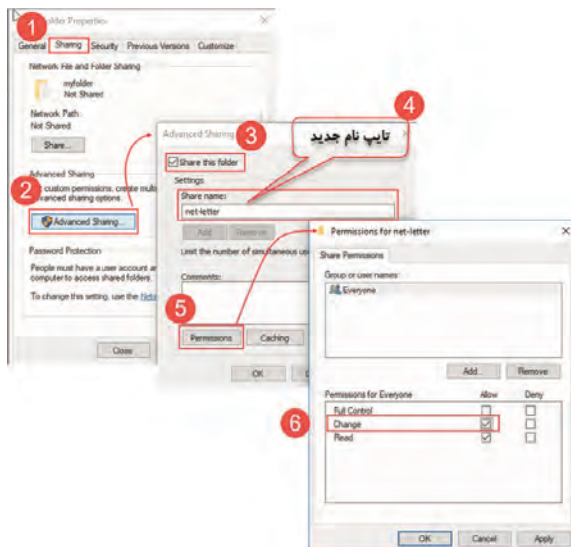 1
Folder Properties
General Sharing Security Previous Versions Customize
Network File and Folder Sharing
myfolder
Not Shared
Network Path:
Not Shared
Share...
Advanced Sharing
custom permissions, create
advanced sharing options.
2
Advanced Sharing...
Password Protection
People must have a user account
computer to access shared folders.
To change this setting, use the
Close
Advanced Sharing
3
4
تایپ نام جدید
Share this folder
Settings
Share name:
net-letter
Add Remove
Limit the number of simultaneous
Comments:
5
Permissions Caching
OK
Permissions for net-letter
Share Permissions
Group or user names:
Everyone
Add... Remove
Permissions for Everyone Allow Deny
Full Control
6
Change
Read
OK Cancel Apply